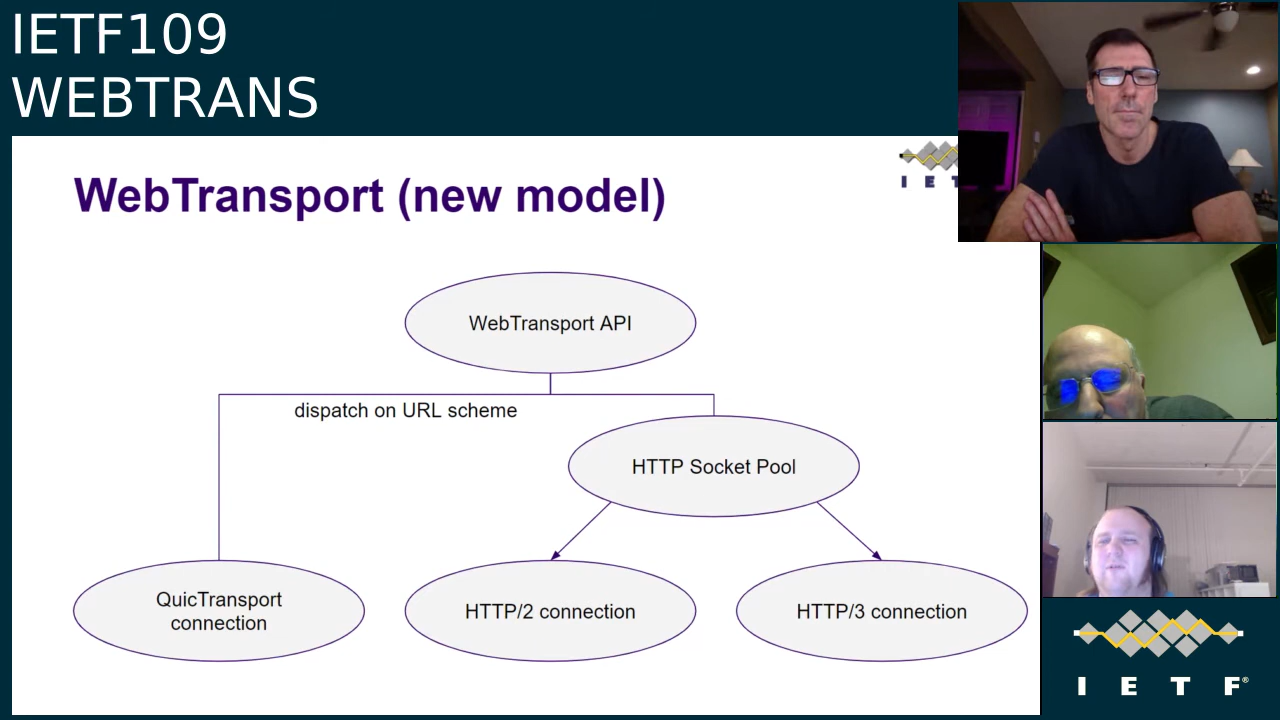 IETF109
WEBTRANS
WebTransport (new model)
I E T
WebTransport API
dispatch on URL scheme
HTTP Socket Pool
QuicTransport
connection
HTTP/2 connection
HTTP/3 connection
I E T F®